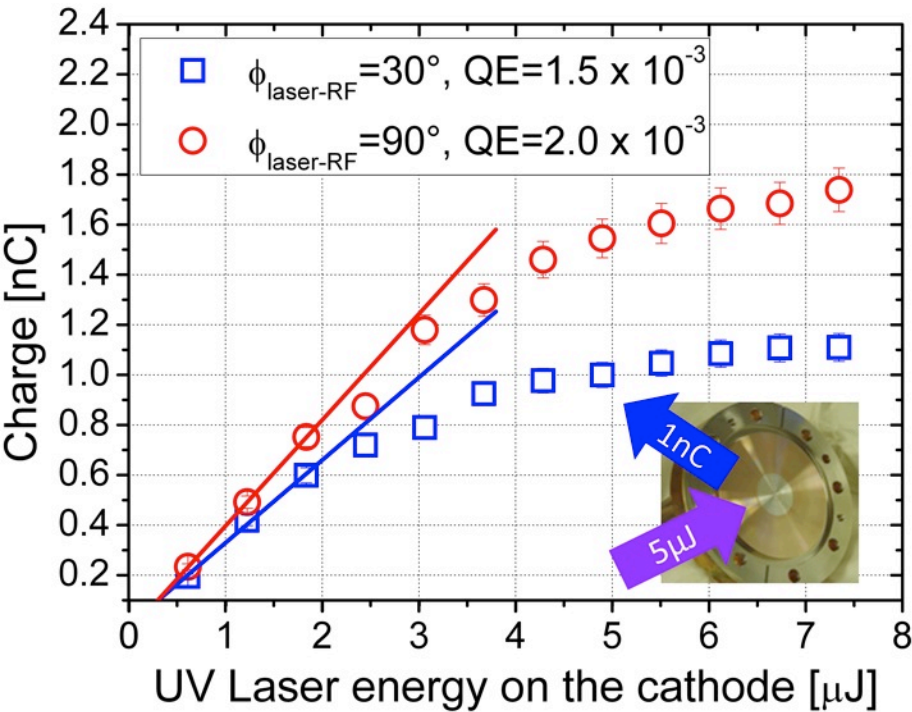 2.4
2.2
2.0
1.8
1.6
1.4
1.2
1.0
0.8
0.6
0.4
0.2
Charge [nC]
ϕlaser-RF=30°, QE=1.5 x 10-3
ϕlaser-RF=90°, QE=2.0 x 10-3
1nC
5μJ
0 1 2 3 4 5 6 7 8
UV Laser energy on the cathode [μJ]